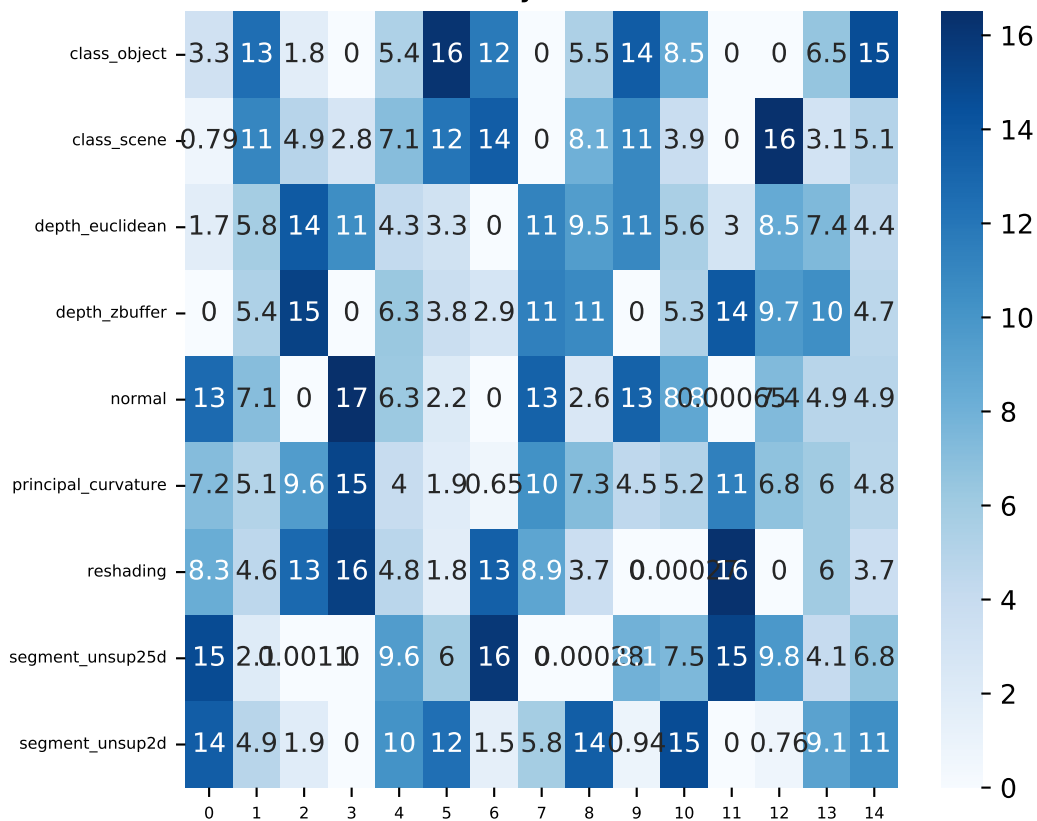 class_object 3.3 13 1.8 0 5.4 16 12 0 5.5 14 8.5 0 0 6.5 15
class_scene 0.79 11 4.9 2.8 7.1 12 14 0 8.1 11 3.9 0 16 3.1 5.1
depth_euclidean 1.7 5.8 14 11 4.3 3.3 0 11 9.5 11 5.6 3 8.5 7.4 4.4
depth_zbuffer 0 5.4 15 0 6.3 3.8 2.9 11 11 0 5.3 14 9.7 10 4.7
normal 13 7.1 0 17 6.3 2.2 0 13 2.6 13 8.8 0.00065 7.4 4.9 4.9
principal_curvature 7.2 5.1 9.6 15 4 1.9 0.65 10 7.3 4.5 5.2 11 6.8 6 4.8
reshading 8.3 4.6 13 16 4.8 1.8 13 8.9 3.7 0 16 0 6 3.7
segment_unsup25d 15 0 9.6 6 16 0 8.1 7.5 15 9.8 4.1 6.8
segment_unsup2d 14 4.9 1.9 0 10 12 1.5 5.8 14 0.94 15 0 0.76 9.1 11
0 1 2 3 4 5 6 7 8 9 10 11 12 13 14
16
14
12
10
8
6
4
2
0